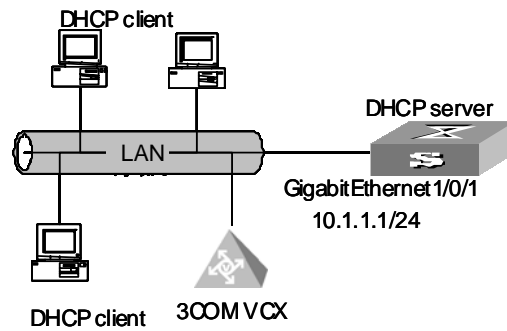 DHCP client
DHCP server
LAN
GigabitEthernet1/0/1
10.1.1.1/24
DHCP client
3COM VCX